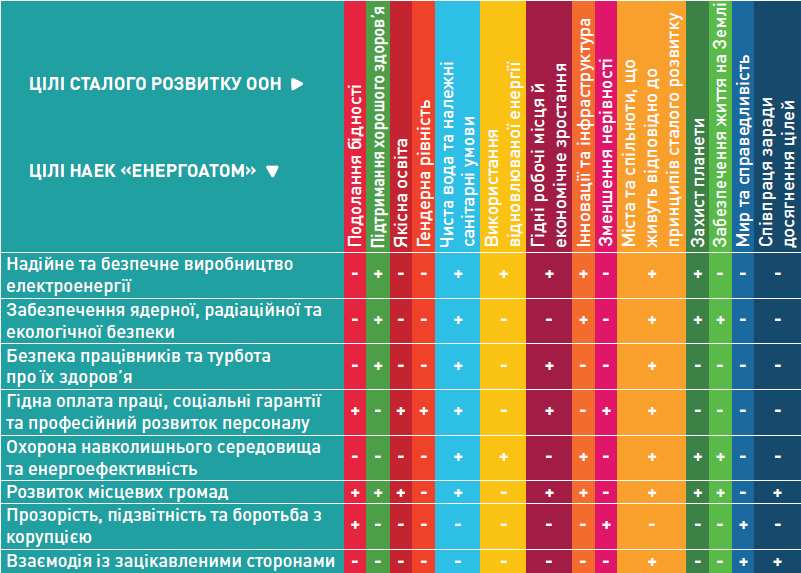 ЦІЛІ СТАЛОГО РОЗВИТКУ ООН ►
ЦІЛІ НАЕК «ЕНЕРГОАТОМ» ▼
Подолання бідності
Підтримання хорошого здоров’я
Якісна освіта
Гендерна рівність
Чиста вода та належні
санітарні умови
Використання
відновлюваної енергії
Гідні робочі місця й
економічне зростання
Інновації та інфраструктура
Зменшення нерівності
Міста та спільноти, що
живуть відповідно до
принципів сталого розвитку
Захист планети
Забезпечення життя на Землі
Мир та справедливість
Співпраця заради
досягнення цілей
Надійне та безпечне виробництво
електроенергії
- + - - + + + + - + + - - -
Забезпечення ядерної, радіаційної та
екологічної безпеки
- + - - + - - + - + + + - -
Безпека працівників та турбота
про їх здоров’я
- + - - + - + - - + - - - -
Гідна оплата праці, соціальні гарантії
та професійний розвиток персоналу
+ - + + + - + - + + - - - -
Охорона навколишнього середовища
та енергоефективність
- - - - + + - + - + + + - -
Розвиток місцевих громад
+ + + - + - + + - + + + - +
Прозорість, підзвітність та боротьба з
корупцією
+ - - - - - - - + - - - + -
Взаємодія із зацікавленими сторонами
- - - - - - - - - + - - + +